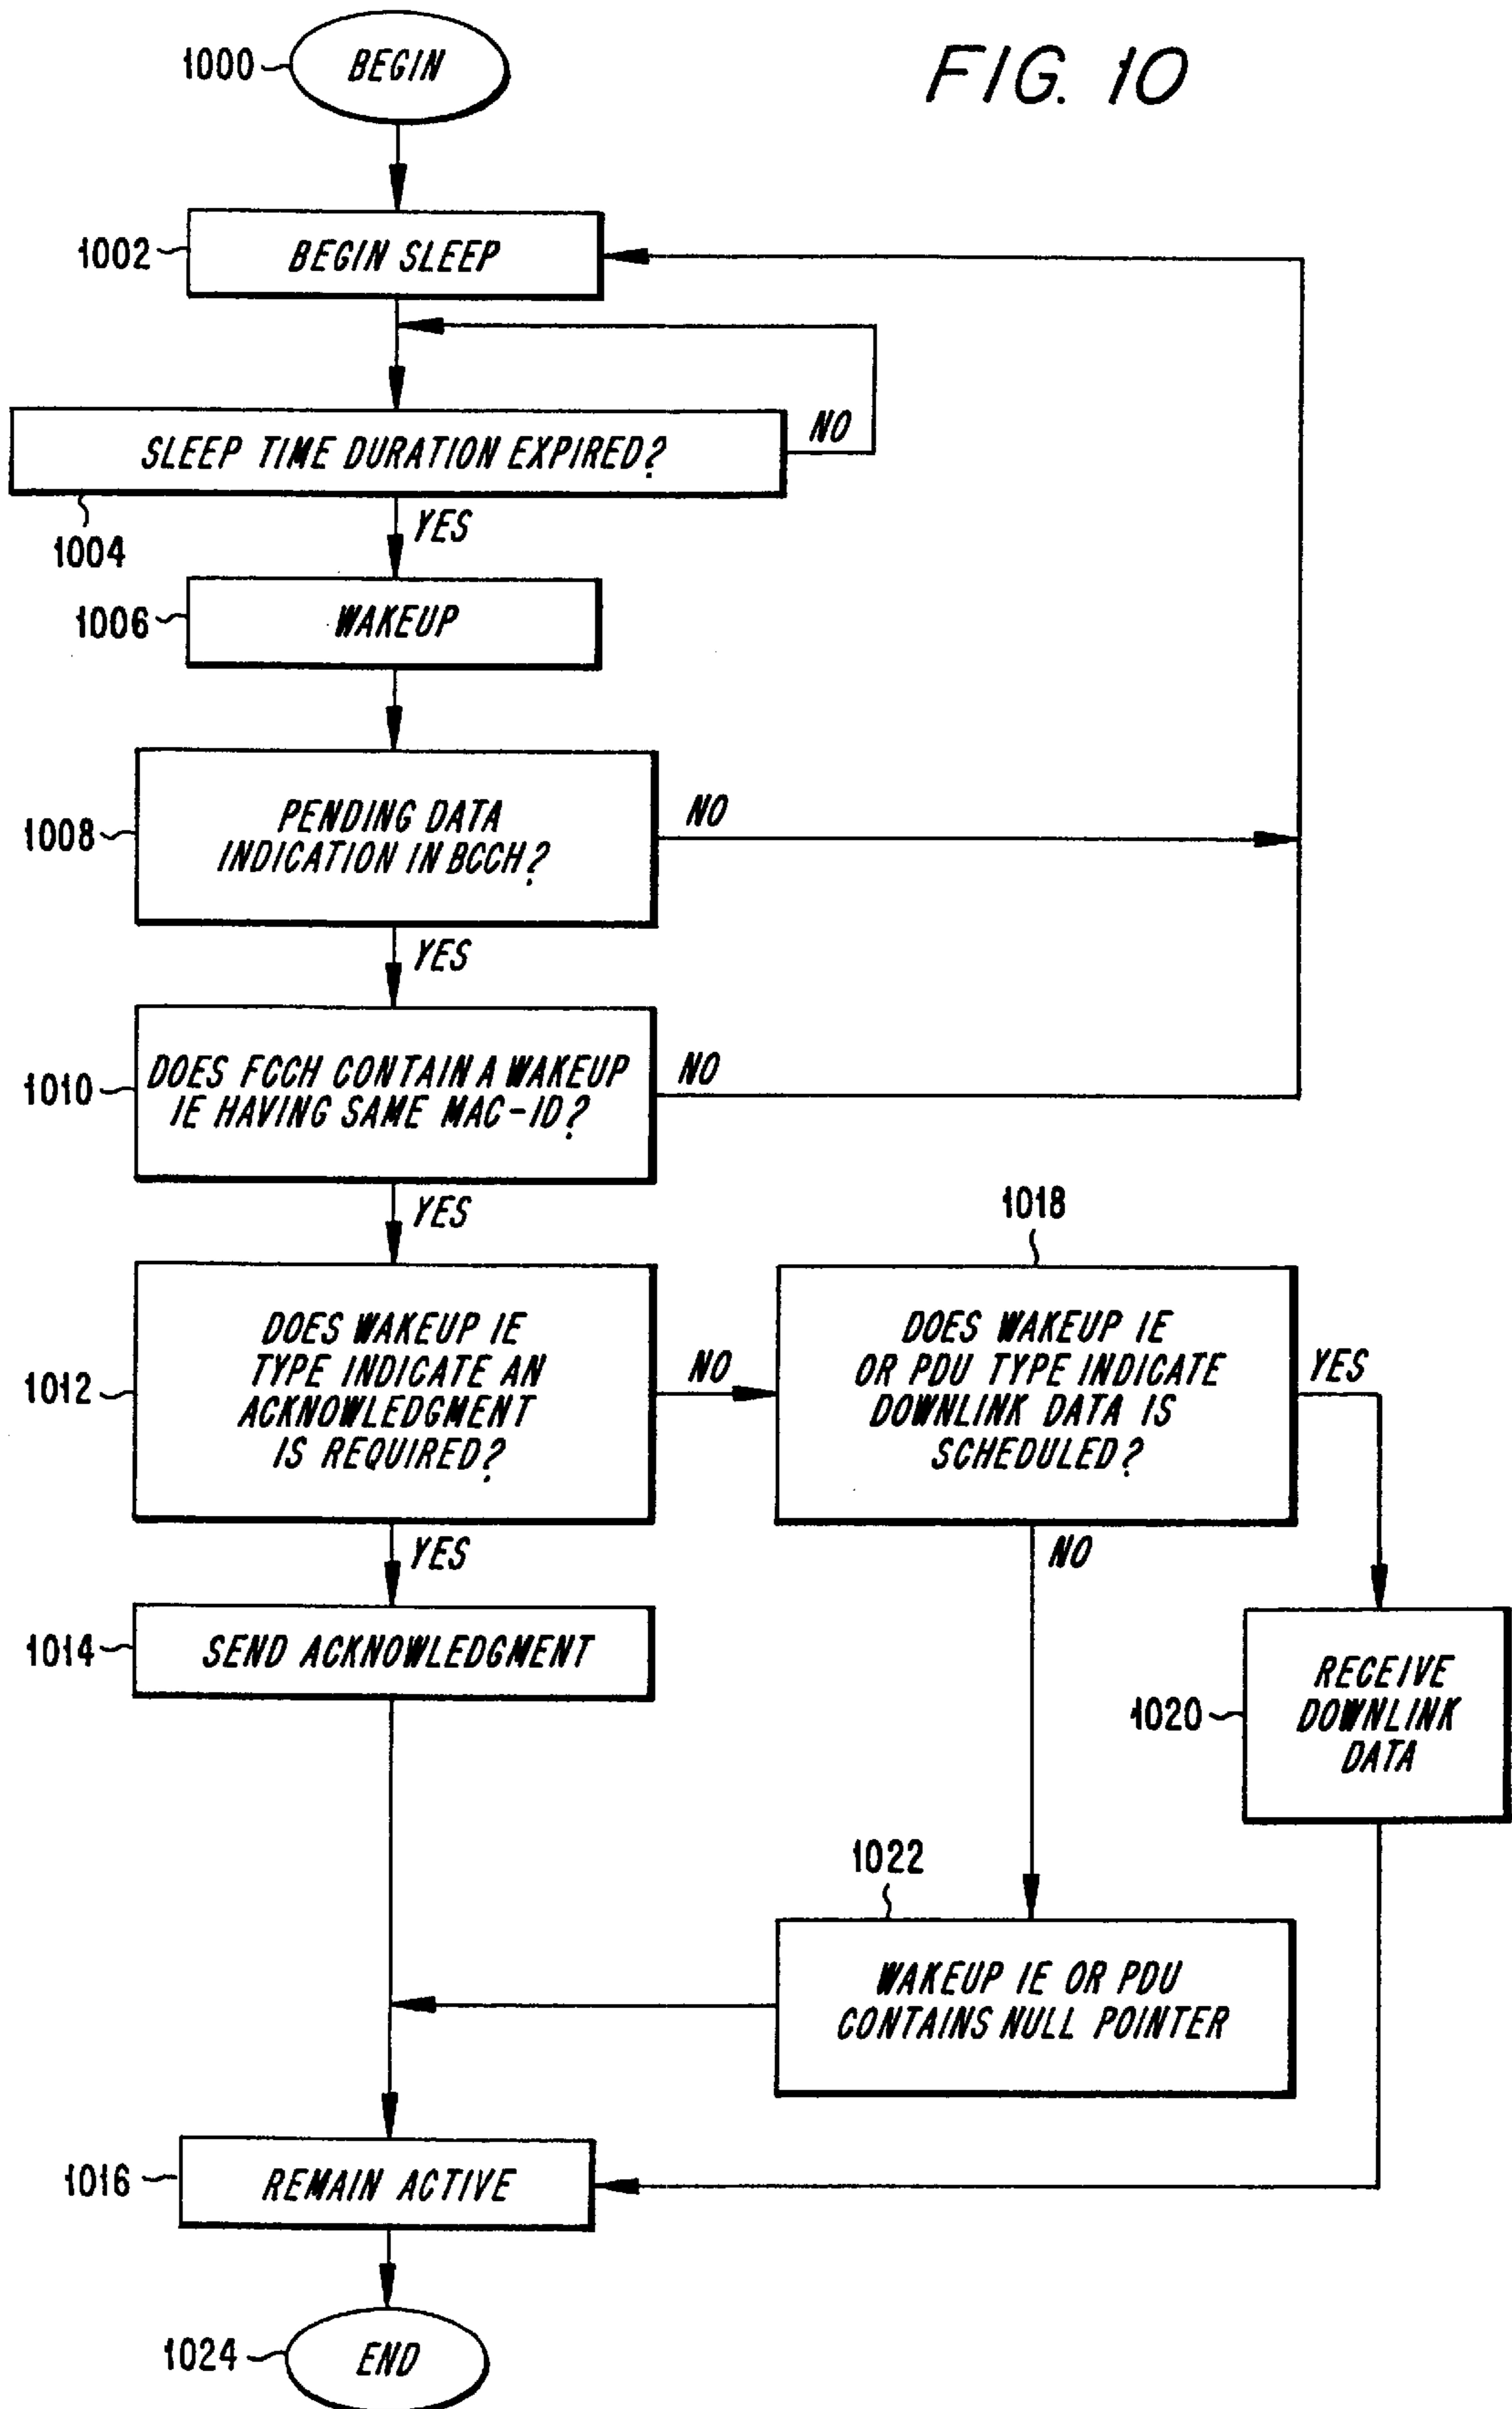 FIG. 10
1000
BEGIN
1002
BEGIN SLEEP
SLEEP TIME DURATION EXPIRED?
NO
1004
YES
1006
WAKEUP
1008
PENDING DATA
INDICATION IN BCCH?
NO
YES
1010
DOES FCCH CONTAIN A WAKEUP
IE HAVING SAME MAC-ID?
NO
YES
1012
DOES WAKEUP IE
TYPE INDICATE AN
ACKNOWLEDGMENT
IS REQUIRED?
NO
1018
DOES WAKEUP IE
OR PDU TYPE INDICATE
DOWNLINK DATA IS
SCHEDULED?
YES
YES
NO
1014
SEND ACKNOWLEDGMENT
1020
RECEIVE
DOWNLINK
DATA
1022
WAKEUP IE OR PDU
CONTAINS NULL POINTER
1016
REMAIN ACTIVE
1024
END